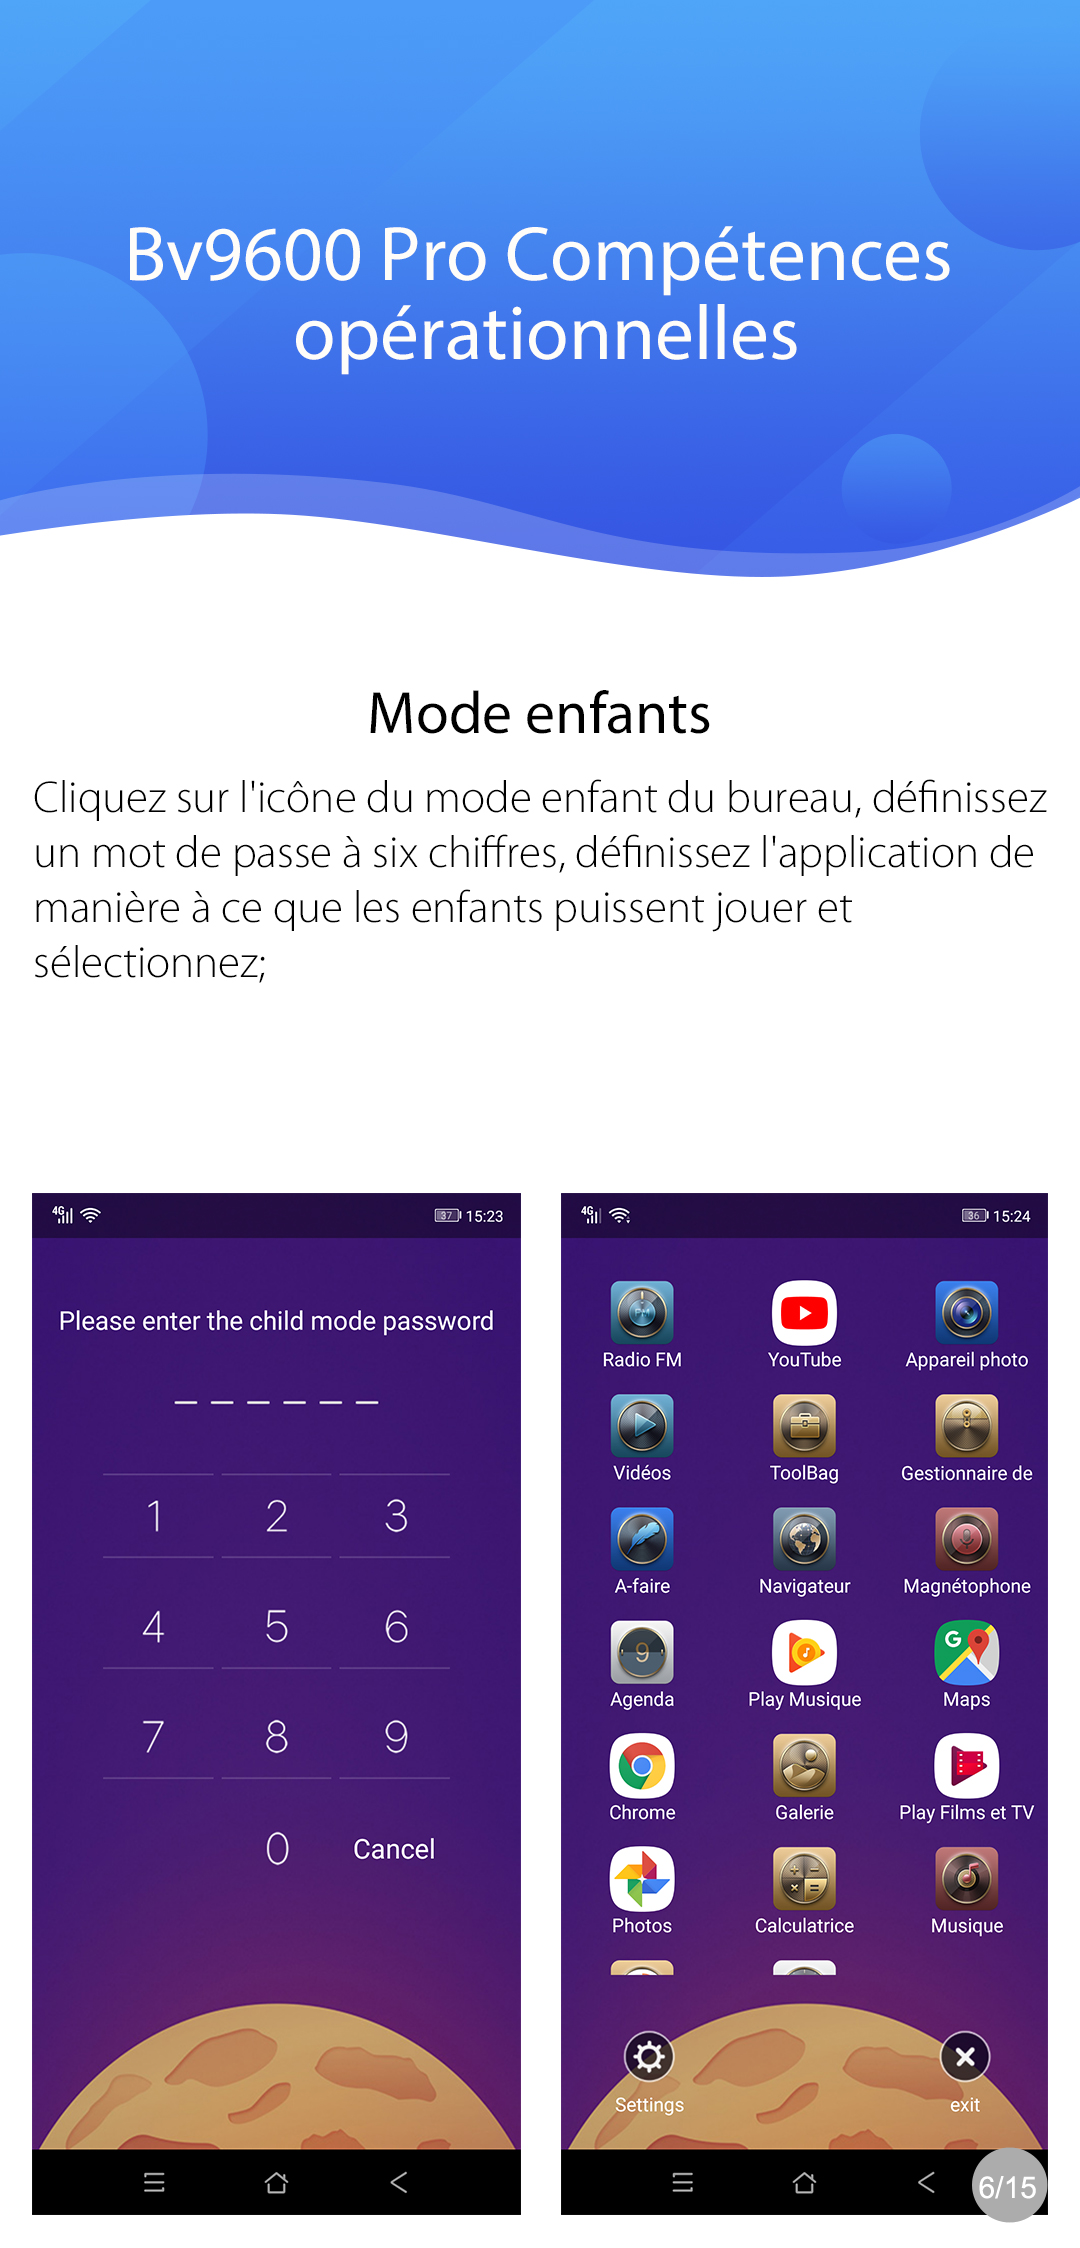 Bv9600 Pro Compétences
opérationnelles
Mode enfants
Cliquez sur l'icône du mode enfant du bureau, définissez
un mot de passe à six chiffres, définissez l'application de
manière à ce que les enfants puissent jouer et
sélectionnez;
4G 37 15:23
Please enter the child mode password
1 2 3
4 5 6
7 8 9
0 Cancel
4G 36 15:24
Radio FM YouTube Appareil photo
Vidéos ToolBag Gestionnaire de
A-faire Navigateur Magnétophone
9 G
Agenda Play Musique Maps
Chrome Galerie Play Films et TV
Photos Calculatrice Musique
Settings exit
6/15